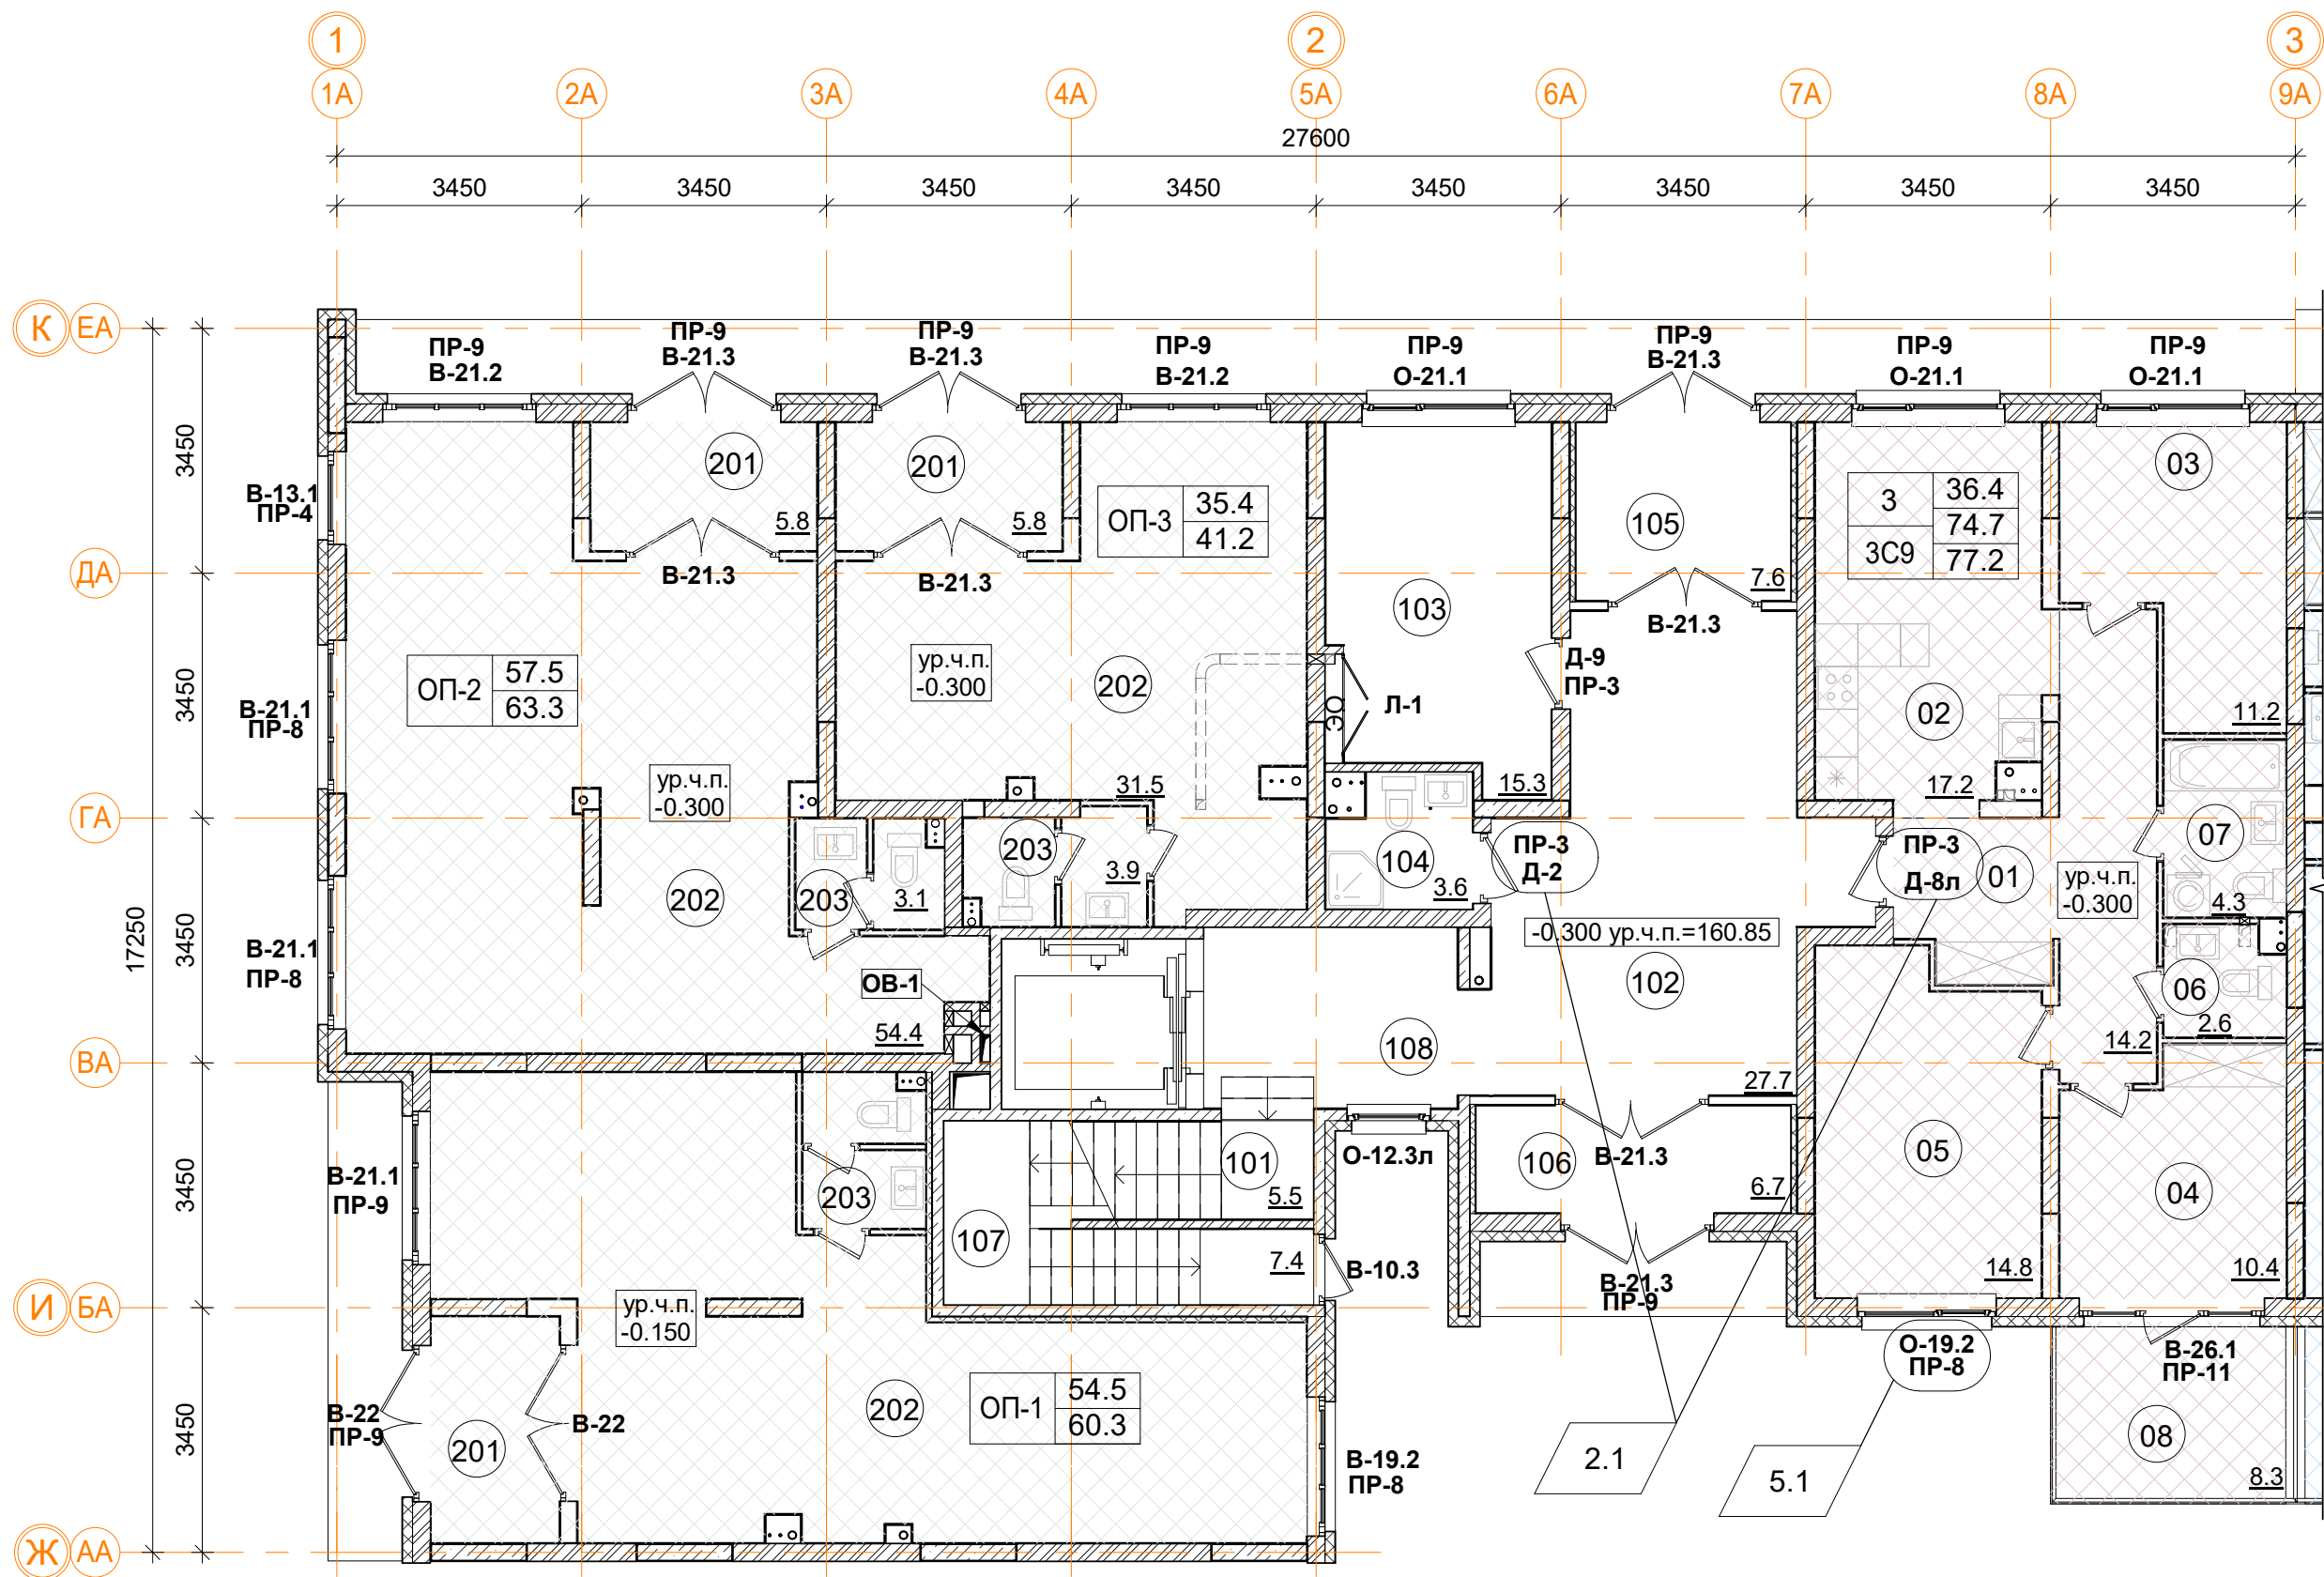 1
2
3
1А
2А
3А
4А
5А
6А
7А
8А
9А
27600
3450
3450
3450
3450
3450
3450
3450
3450
К
ЕА
ДА
ГА
ВА
И
БА
Ж
АА
17250
3450
3450
3450
3450
3450
ПР-9
В-21.2
ПР-9
В-21.3
ПР-9
В-21.3
ПР-9
В-21.2
ПР-9
О-21.1
ПР-9
В-21.3
ПР-9
О-21.1
ПР-9
О-21.1
В-13.1
ПР-4
201
5.8
201
5.8
ОП-3
35.4
41.2
105
7.6
3
3С9
36.4
74.7
77.2
03
В-21.3
В-21.3
103
В-21.3
ОП-2
57.5
63.3
ур.ч.п.
-0.300
202
Д-9
ПР-3
Л-1
ЭО
02
11.2
В-21.1
ПР-8
ур.ч.п.
-0.300
31.5
15.3
17.2
07
203
3.9
104
3.6
ПР-3
Д-2
ПР-3
Д-8л
01
ур.ч.п.
-0.300
4.3
202
203
3.1
-0.300 ур.ч.п.=160.85
В-21.1
ПР-8
ОВ-1
102
06
2.6
54.4
108
14.2
27.7
В-21.1
ПР-9
203
101
5.5
О-12.3л
106
В-21.3
6.7
05
04
107
7.4
В-10.3
В-21.3
ПР-9
14.8
10.4
ур.ч.п.
-0.150
О-19.2
ПР-8
В-26.1
ПР-11
В-22
ПР-9
201
В-22
202
ОП-1
54.5
60.3
В-19.2
ПР-8
2.1
5.1
08
8.3